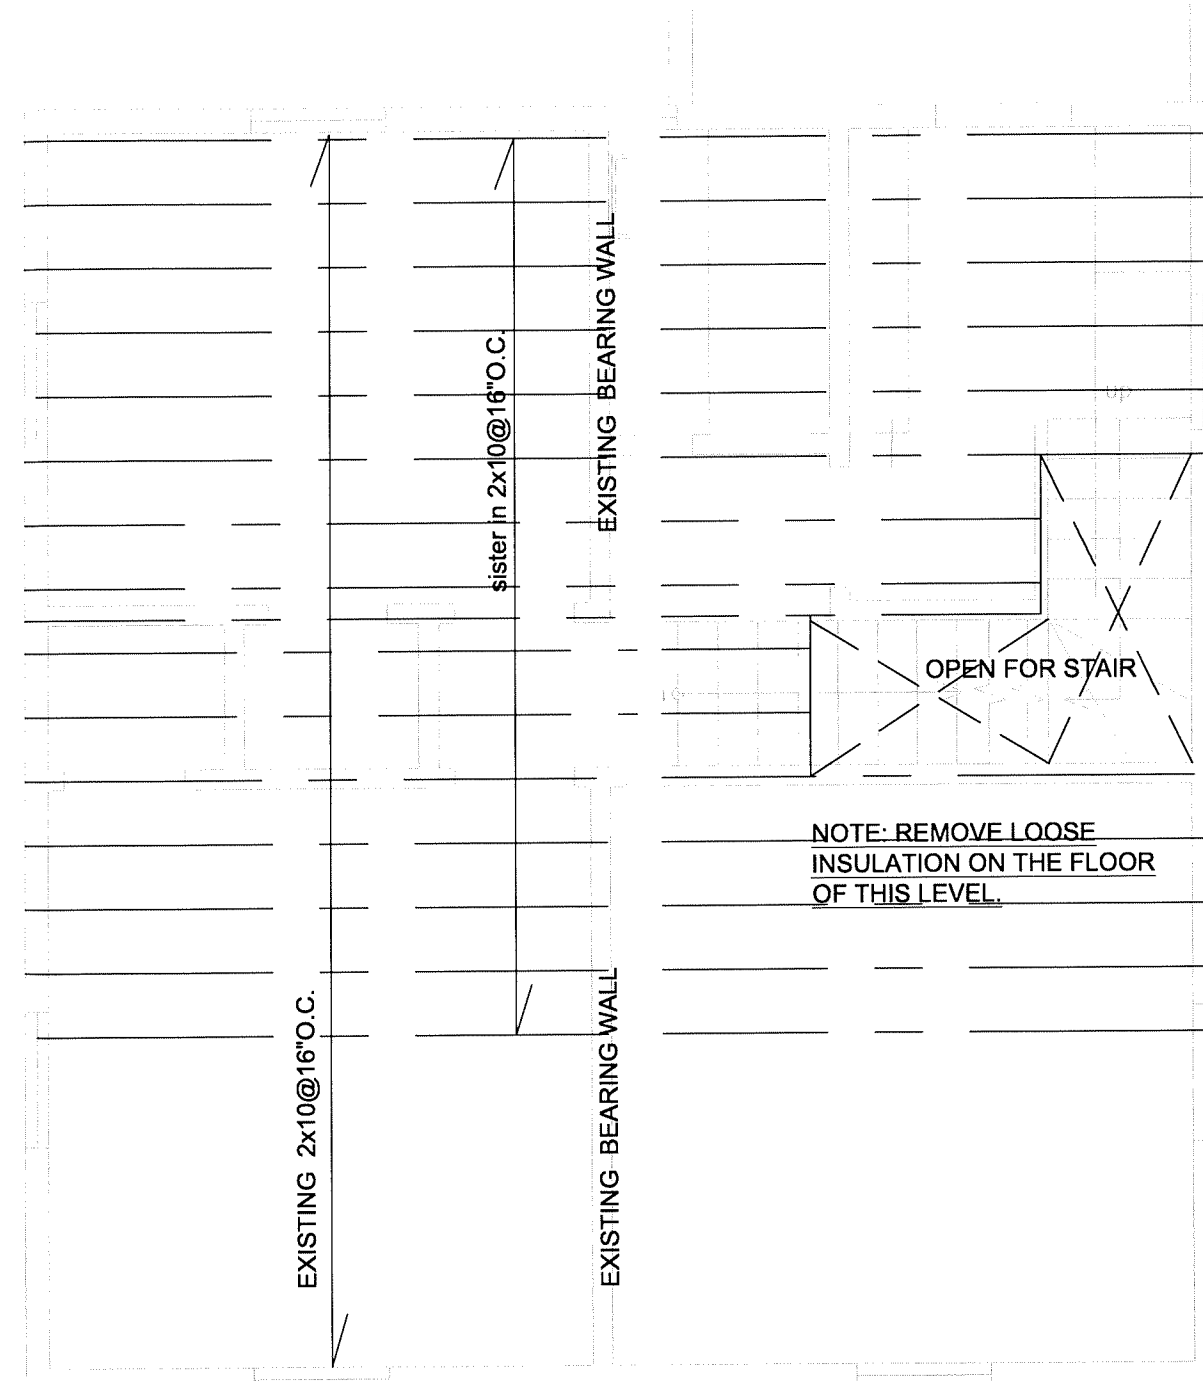 EXISTING BEARING WALL
sister in 2x10@16"O.C.
up
OPEN FOR STAIR
NOTE: REMOVE LOOSE
INSULATION ON THE FLOOR
OF THIS LEVEL.
EXISTING 2x10@16"O.C.
EXISTING BEARING WALL